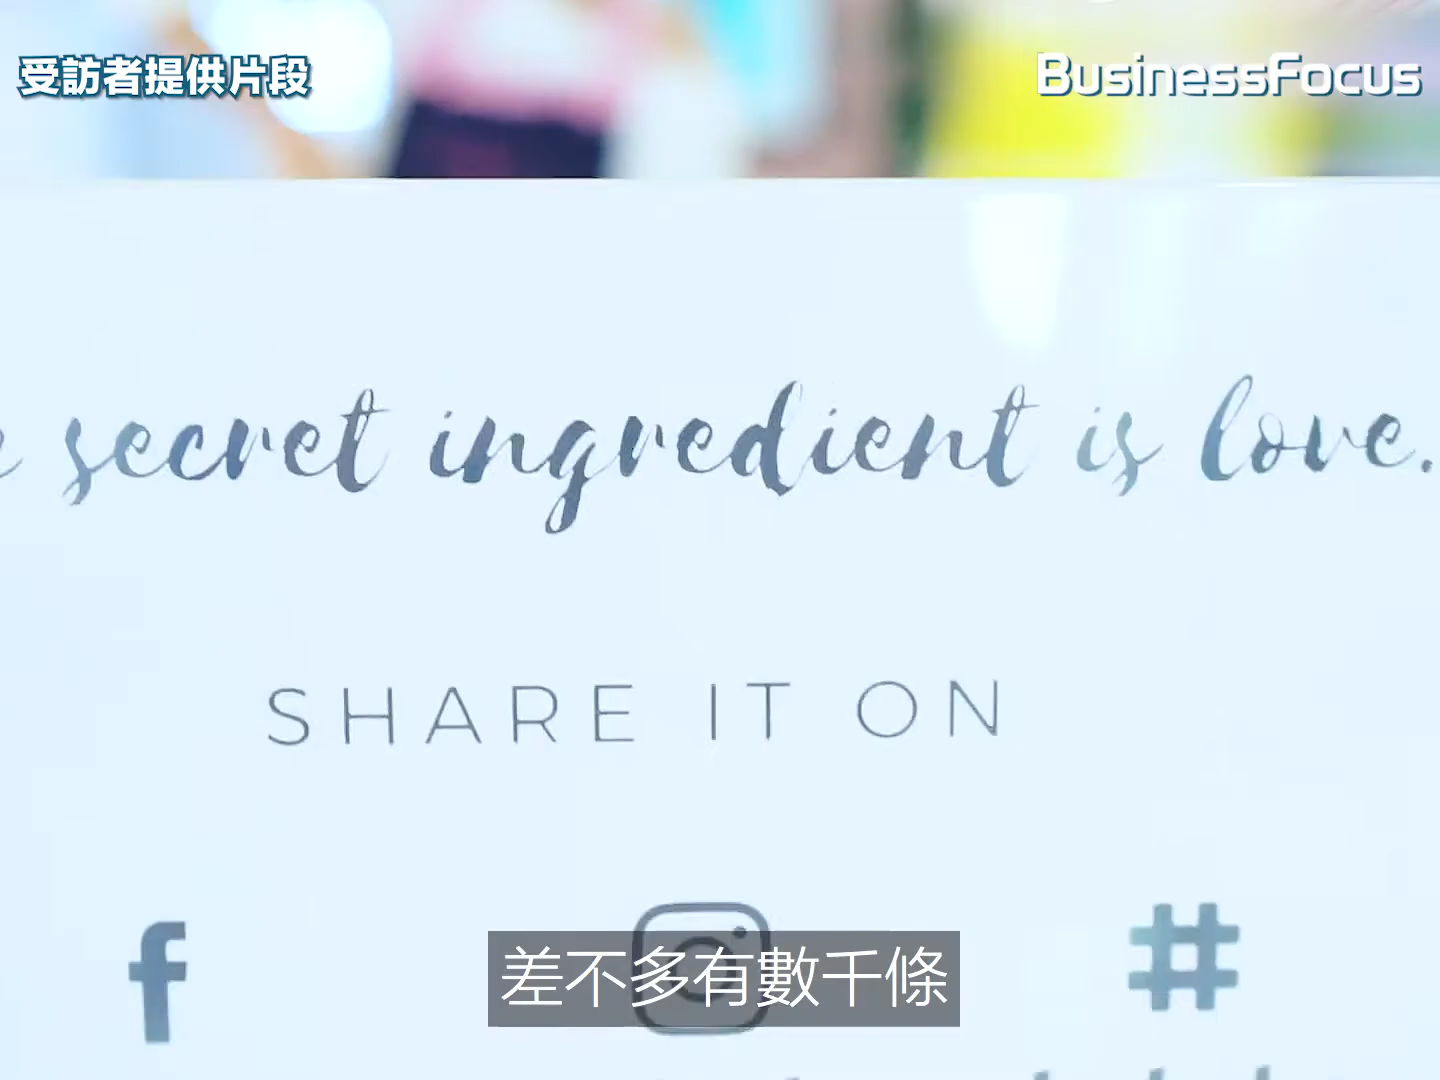 受訪者提供片段
BusinessFocus
secret ingredient is love.
SHARE IT ON
f
#
差不多有數千條